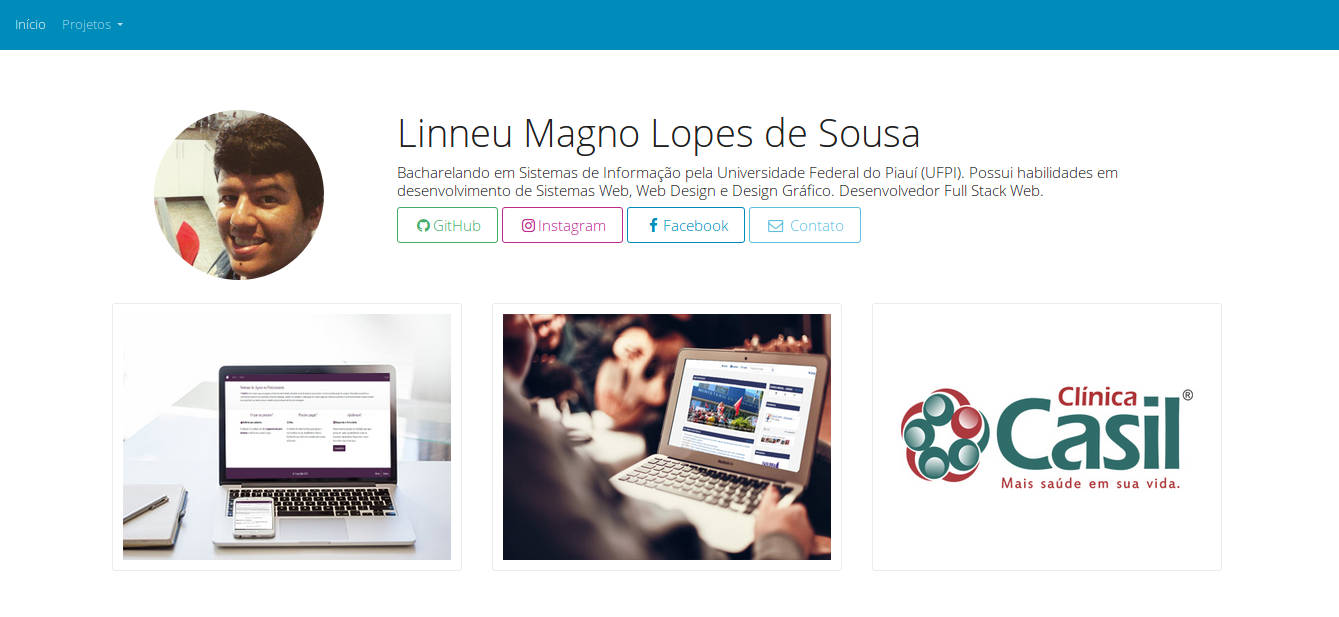 Início Projetos
Linneu Magno Lopes de Sousa
Bacharelando em Sistemas de Informação pela Universidade Federal do Piauí (UFPI). Possui habilidades em
desenvolvimento de Sistemas Web, Web Design e Design Gráfico. Desenvolvedor Full Stack Web.
GitHub Instagram Facebook Contato
Clínica
Casil®
Mais saúde em sua vida.